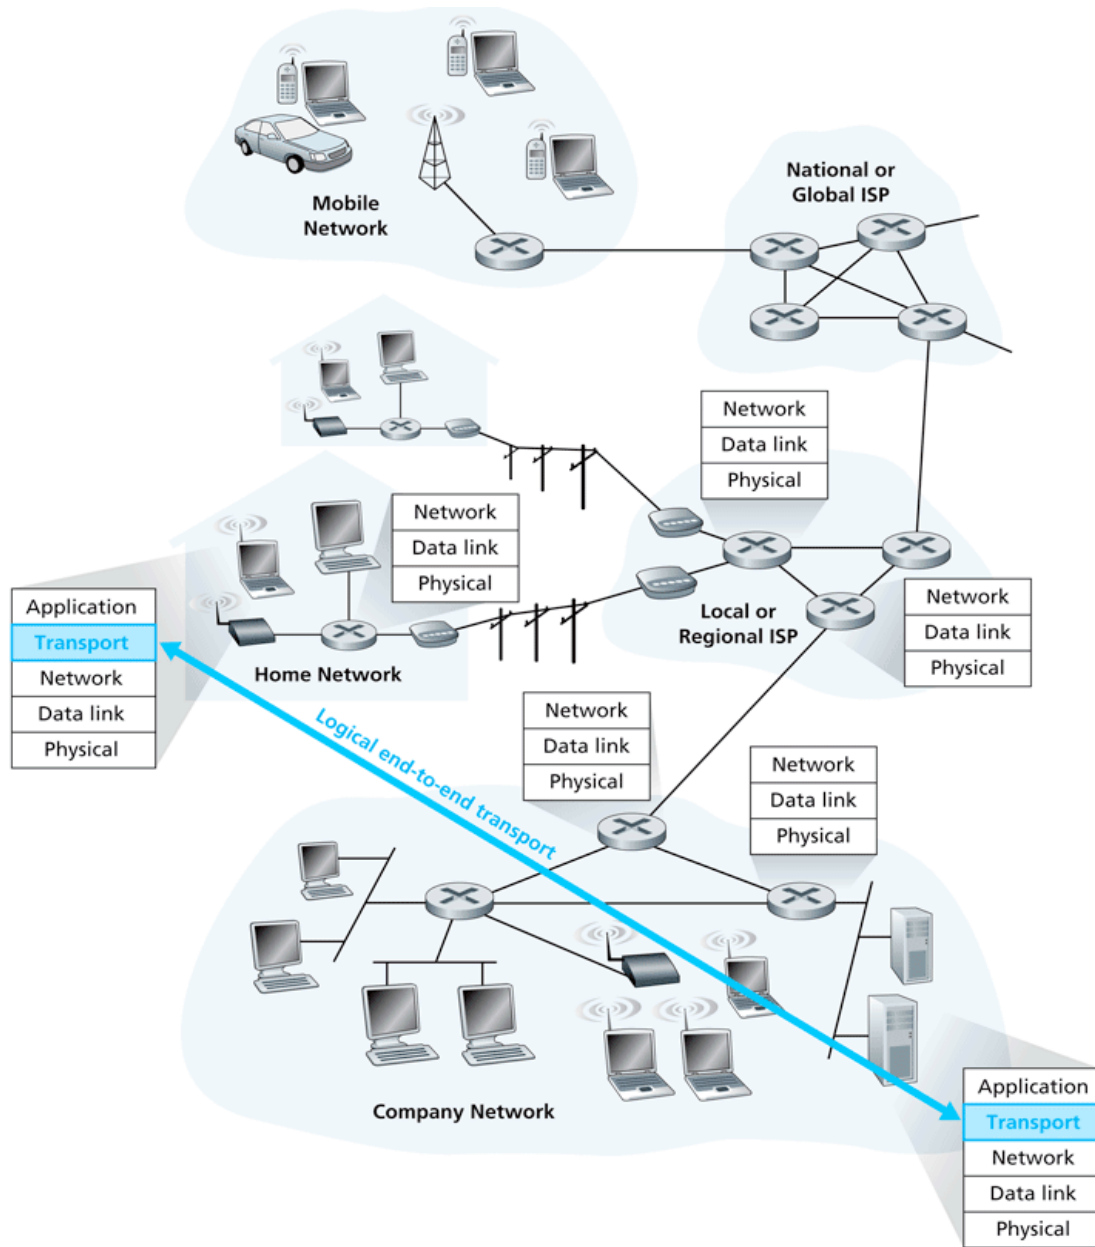 Mobile
Network
National or
Global ISP
Network
Data link
Physical
Network
Data link
Physical
Application
Transport
Network
Data link
Physical
Home Network
Local or
Regional ISP
Network
Data link
Physical
Network
Data link
Physical
Logical end-to-end transport
Network
Data link
Physical
Company Network
Application
Transport
Network
Data link
Physical